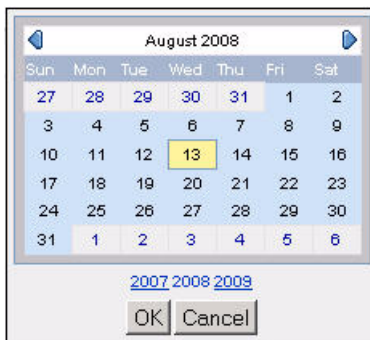 August 2008
Sun Mon Tue Wed Thu Fri Sat
27 28 29 30 31 1 2
3 4 5 6 7 8 9
10 11 12 13 14 15 16
17 18 19 20 21 22 23
24 25 26 27 28 29 30
31 1 2 3 4 5 6
2007 2008 2009
OK Cancel